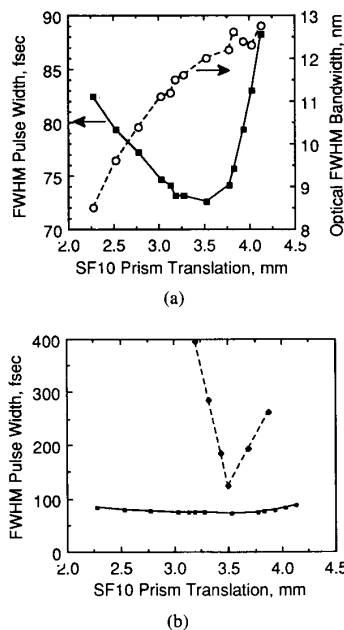 90
85
80
75
70
FWHM Pulse Width, fsec
13
12
11
10
9
8
Optical FWHM Bandwidth, nm
2.0 2.5 3.0 3.5 4.0 4.5
SF10 Prism Translation, mm
(a)
400
300
200
100
0
FWHM Pulse Width, fsec
2.0 2.5 3.0 3.5 4.0 4.5
SF10 Prism Translation, mm
(b)